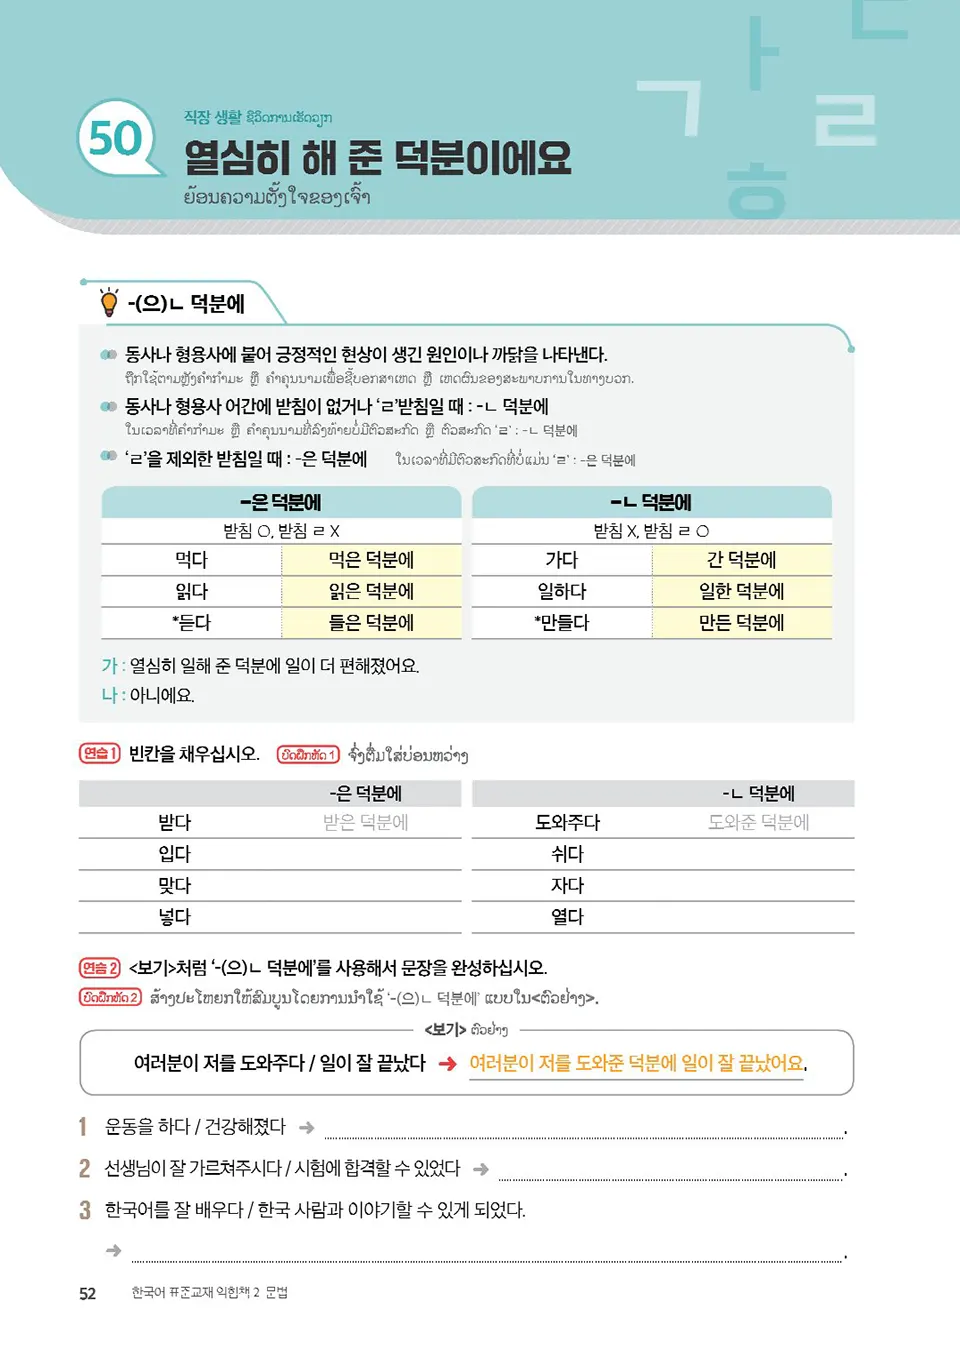 ㄱ ㅏ ㄴ ㄹ ㅎ
50
직장 생활 ຊີວິດການເຮັດວຽກ
열심히 해 준 덕분이에요
ຍ້ອນຄວາມຕັ້ງໃຈຂອງເຈົ້າ
-(으)ㄴ 덕분에
동사나 형용사에 붙어 긍정적인 현상이 생긴 원인이나 까닭을 나타낸다.
ຖືກໃຊ້ຕາມຫຼັງຄຳກຳມະ ຫຼື ຄຳຄຸນນາມເພື່ອຊີ້ບອກສາເຫດ ຫຼື ເຫດຜົນຂອງສະພາບການໃນທາງບວກ.
동사나 형용사 어간에 받침이 없거나 ‘ㄹ’받침일 때 : -ㄴ 덕분에
ໃນເວລາທີ່ຄຳກຳມະ ຫຼື ຄຳຄຸນນາມທີ່ລົງທ້າຍບໍ່ມີຕົວສະກົດ ຫຼື ຕົວສະກົດ ‘ㄹ’ : -ㄴ 덕분에
‘ㄹ’을 제외한 받침일 때 : -은 덕분에 ໃນເວລາທີ່ມີຕົວສະກົດທີ່ບໍ່ແມ່ນ ‘ㄹ’ : -은 덕분에
-은 덕분에 -ㄴ 덕분에
받침 O, 받침 ㄹ X 받침 X, 받침 ㄹ O
먹다 먹은 덕분에 가다 간 덕분에
읽다 읽은 덕분에 일하다 일한 덕분에
*듣다 들은 덕분에 *만들다 만든 덕분에
가 : 열심히 일해 준 덕분에 일이 더 편해졌어요.
나 : 아니에요.
연습 1 빈칸을 채우십시오. ບົດຝຶກຫັດ 1 ຈົ່ງຕື່ມໃສ່ບ່ອນຫວ່າງ
-은 덕분에 -ㄴ 덕분에
받다 받은 덕분에 도와주다 도와준 덕분에
입다 쉬다
맞다 자다
넣다 열다
연습 2 <보기>처럼 ‘-(으)ㄴ 덕분에’를 사용해서 문장을 완성하십시오.
ບົດຝຶກຫັດ 2 ສ້າງປະໂຫຍກໃຫ້ສົມບູນໂດຍການນຳໃຊ້ ‘-(으)ㄴ 덕분에’ ແບບໃນ<ຕົວຢ່າງ>.
<보기> ຕົວຢ່າງ
여러분이 저를 도와주다 / 일이 잘 끝났다 ➜ 여러분이 저를 도와준 덕분에 일이 잘 끝났어요.
1 운동을 하다 / 건강해졌다 ➜ .
2 선생님이 잘 가르쳐주시다 / 시험에 합격할 수 있었다 ➜ .
3 한국어를 잘 배우다 / 한국 사람과 이야기할 수 있게 되었다.
➜ .
52 한국어 표준교재 익힘책 2 문법